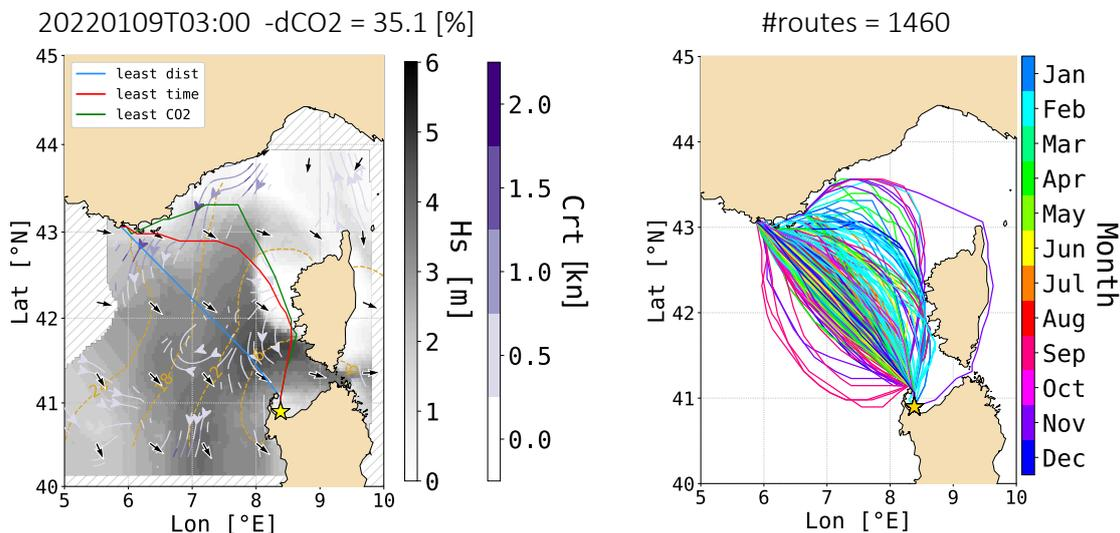 20220109T03:00 -dCO2 = 35.1 [%]
#routes = 1460
least dist
least time
least CO2
45
44
43
42
41
40
5
6
7
8
9
10
Lat [°N]
Lon [°E]
6
5
4
3
2
1
0
Hs [m]
2.0
1.5
1.0
0.5
0.0
Crt [kn]
45
44
43
42
41
40
5
6
7
8
9
10
Lat [°N]
Lon [°E]
Jan
Feb
Mar
Apr
May
Jun
Jul
Aug
Sep
Oct
Nov
Dec
Month